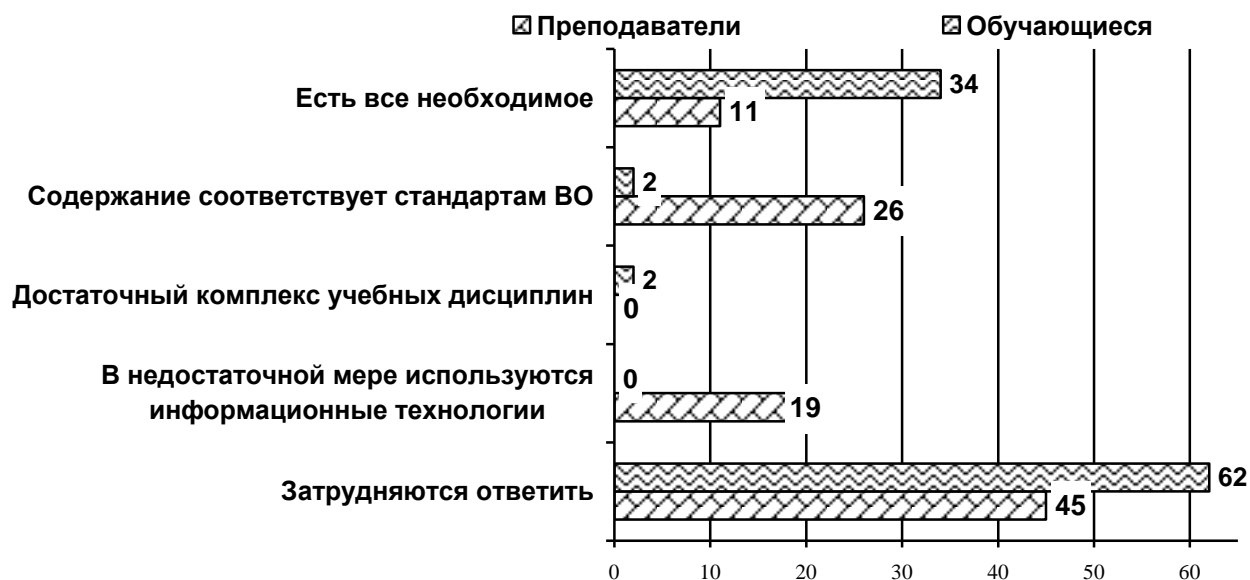 Преподаватели Обучающиеся
Есть все необходимое
34
11
Содержание соответствует стандартам ВО
2
26
Достаточный комплекс учебных дисциплин
2
0
В недостаточной мере используются
информационные технологии
0
19
Затрудняются ответить
62
45
0 10 20 30 40 50 60